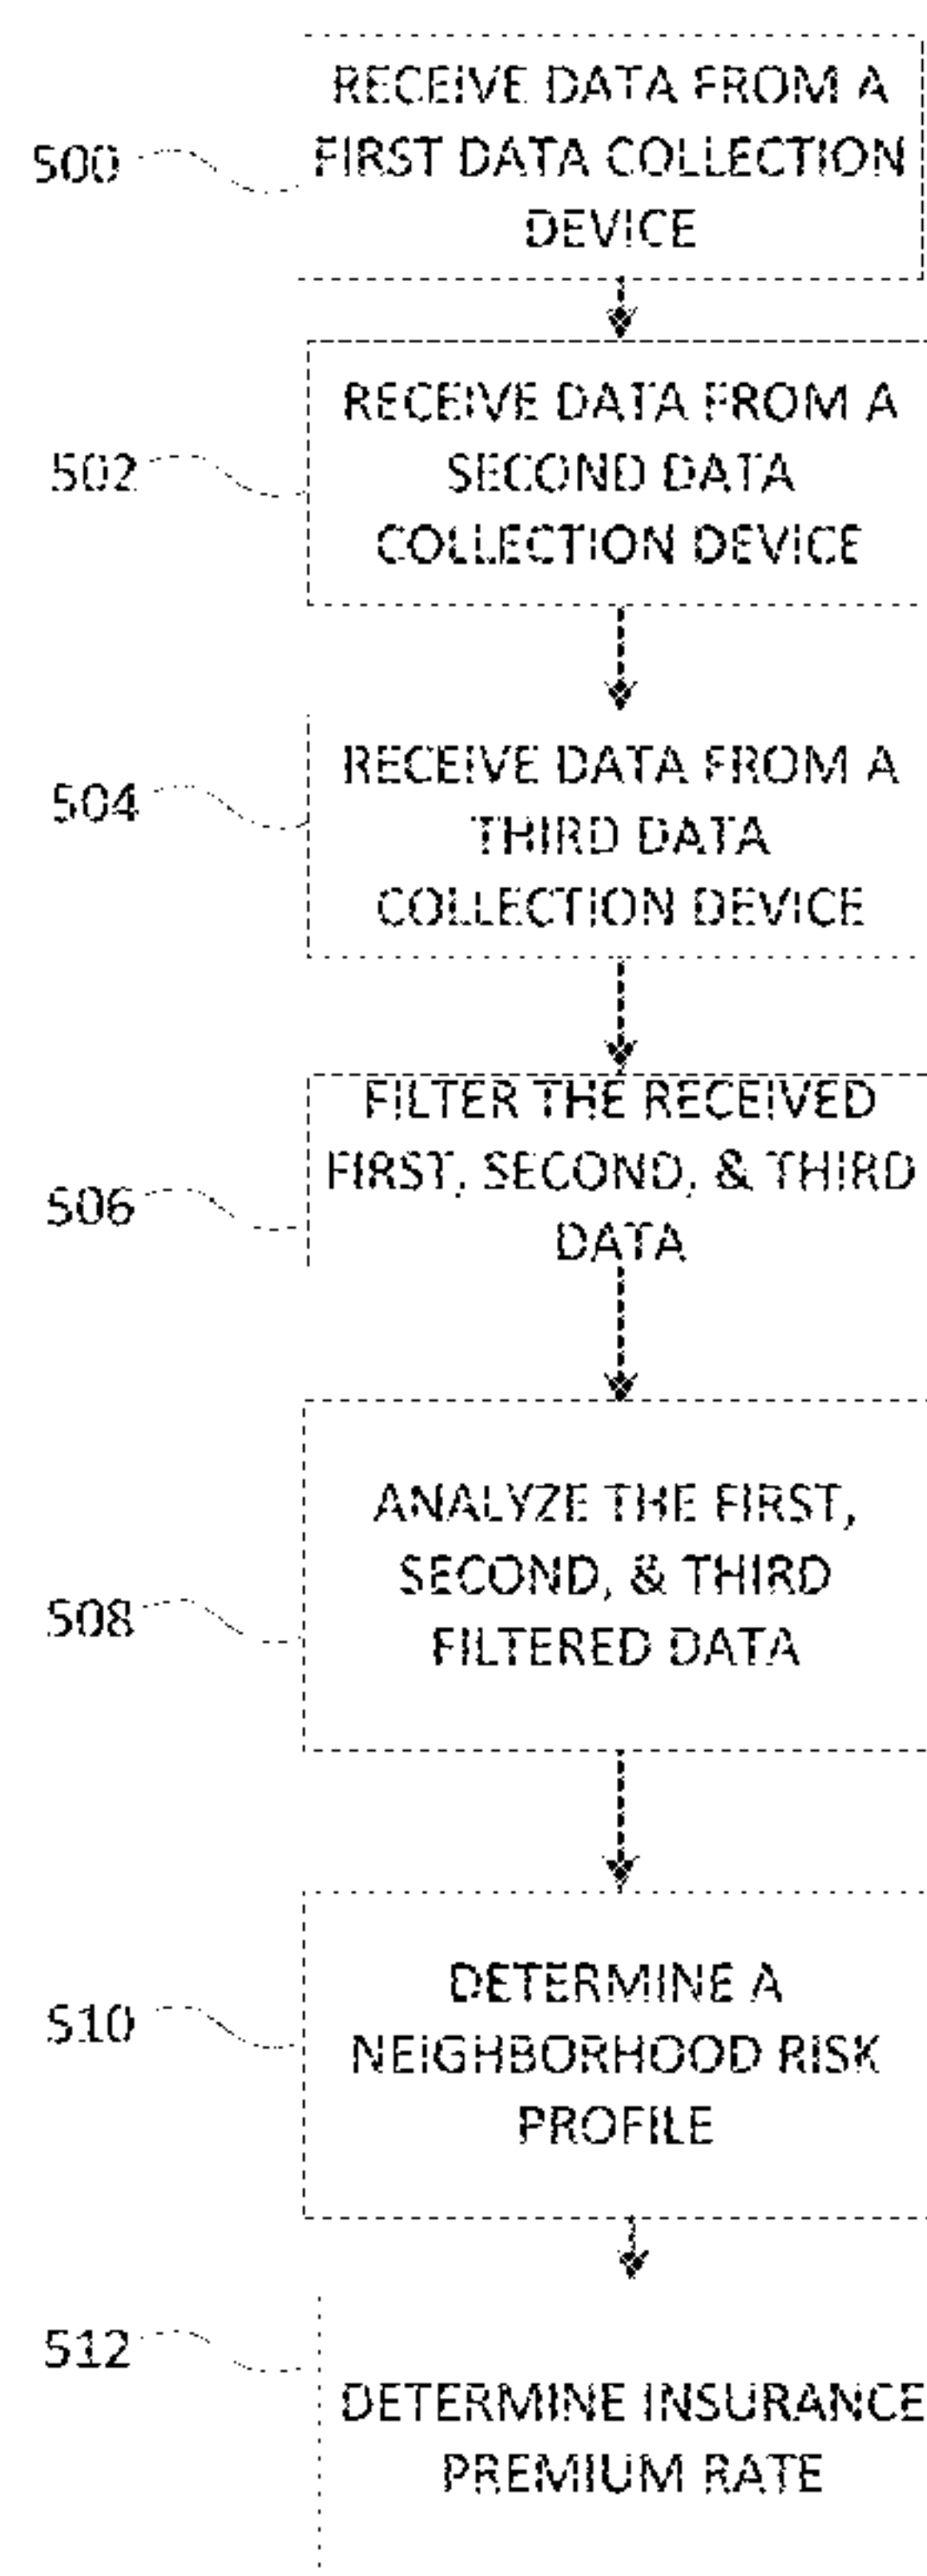 RECEIVE DATA FROM A
500 FIRST DATA COLLECTION
DEVICE
RECEIVE DATA FROM A
502 SECOND DATA
COLLECTION DEVICE
RECEIVE DATA FROM A
504 THIRD DATA
COLLECTION DEVICE
FILTER THE RECEIVED
FIRST, SECOND, & THIRD
506 DATA
ANALYZE THE FIRST,
SECOND, & THIRD
508 FILTERED DATA
DETERMINE A
510 NEIGHBORHOOD RISK
PROFILE
512
DETERMINE INSURANCE
PREMIUM RATE